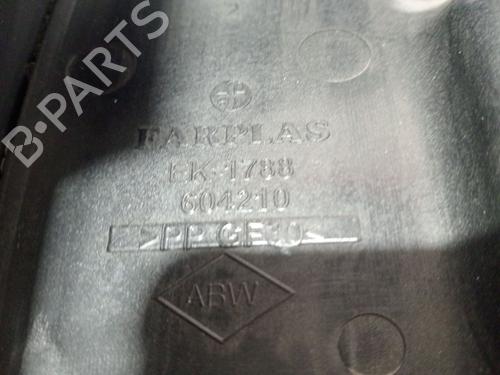 FARPLAS
EK-1788
604210
>PP GF30<
ABW
B-PARTS